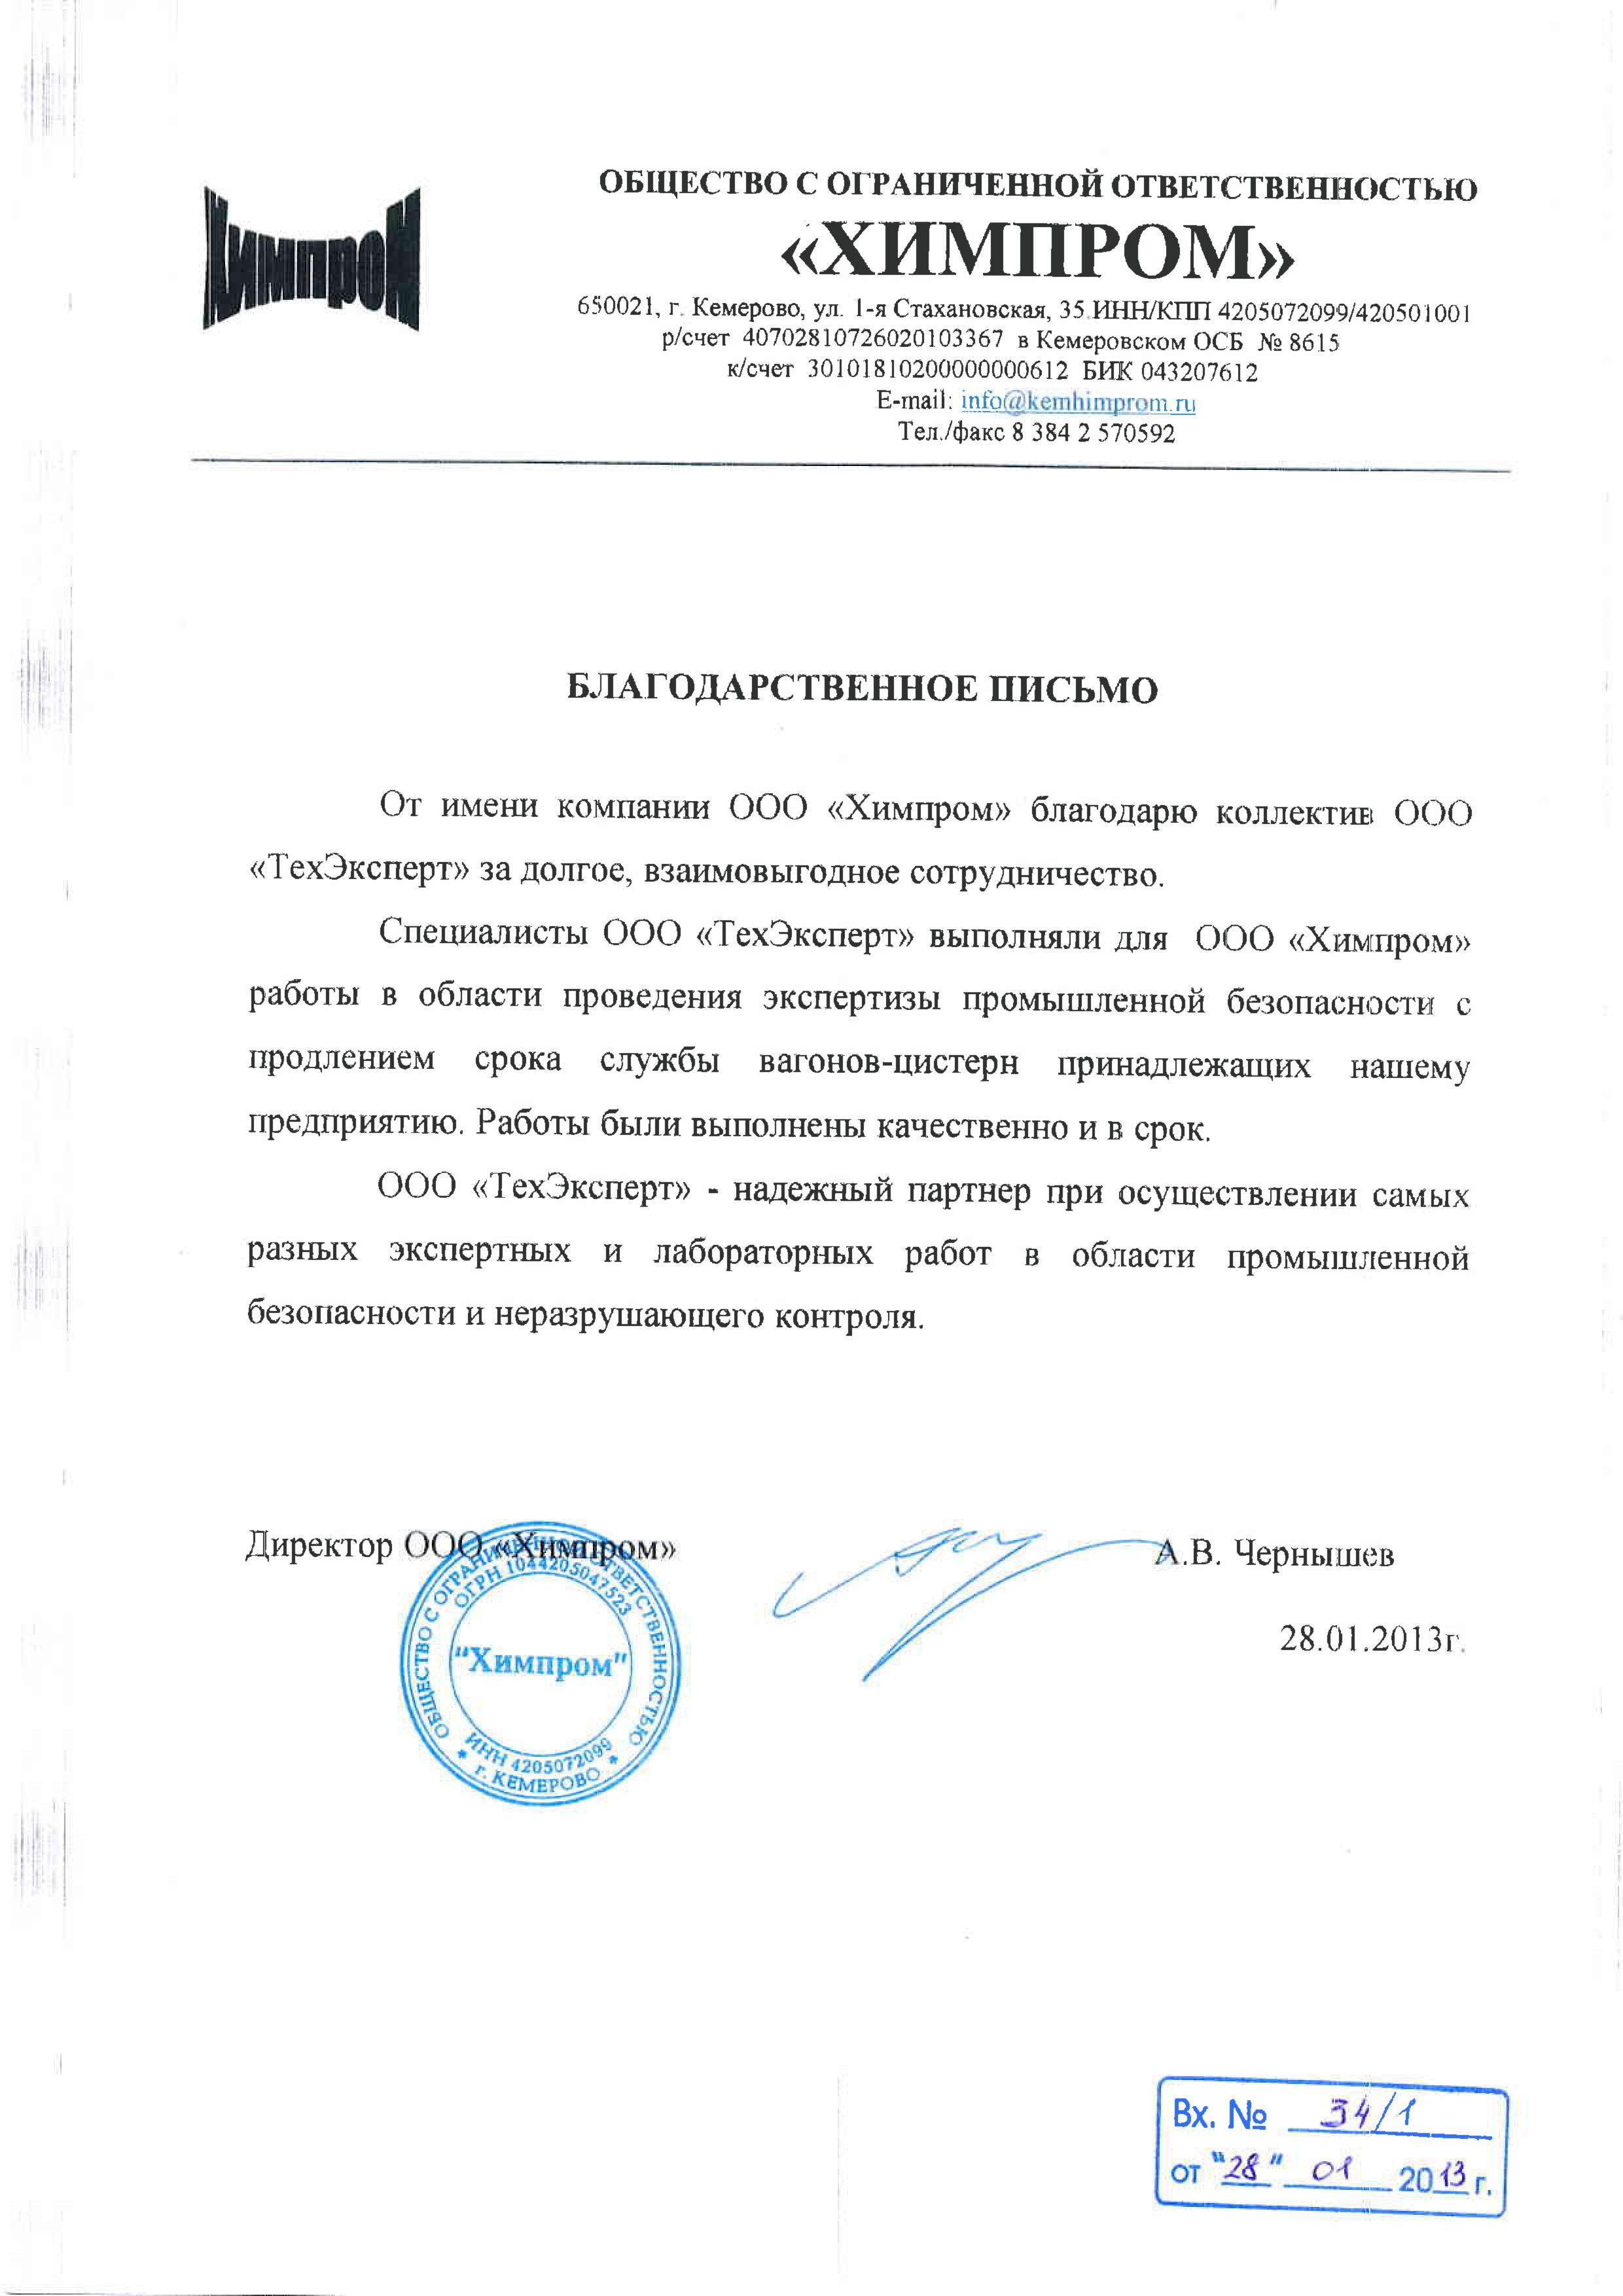 Химпром
ОБЩЕСТВО С ОГРАНИЧЕННОЙ ОТВЕТСТВЕННОСТЬЮ
«ХИМПРОМ»
650021, г. Кемерово, ул. 1-я Стахановская, 35.ИНН/КПП 4205072099/420501001
р/счет 40702810726020103367 в Кемеровском ОСБ № 8615
к/счет 30101810200000000612 БИК 043207612
E-mail: info@kemhimprom.ru
Тел./факс 8 384 2 570592
БЛАГОДАРСТВЕННОЕ ПИСЬМО
От имени компании ООО «Химпром» благодарю коллектив ООО
«ТехЭксперт» за долгое, взаимовыгодное сотрудничество.
Специалисты ООО «ТехЭксперт» выполняли для ООО «Химпром»
работы в области проведения экспертизы промышленной безопасности с
продлением срока службы вагонов-цистерн принадлежащих нашему
предприятию. Работы были выполнены качественно и в срок.
ООО «ТехЭксперт» - надежный партнер при осуществлении самых
разных экспертных и лабораторных работ в области промышленной
безопасности и неразрушающего контроля.
Директор ООО «Химпром» А.В. Чернышев
28.01.2013г.
ОБЩЕСТВО С ОГРАНИЧЕННОЙ ОТВЕТСТВЕННОСТЬЮ
ОГРН 1044205047523
"Химпром"
ИНН 4205072099
* г. КЕМЕРОВО *
Вх. № 34/1
от "28" 01 2013 г.